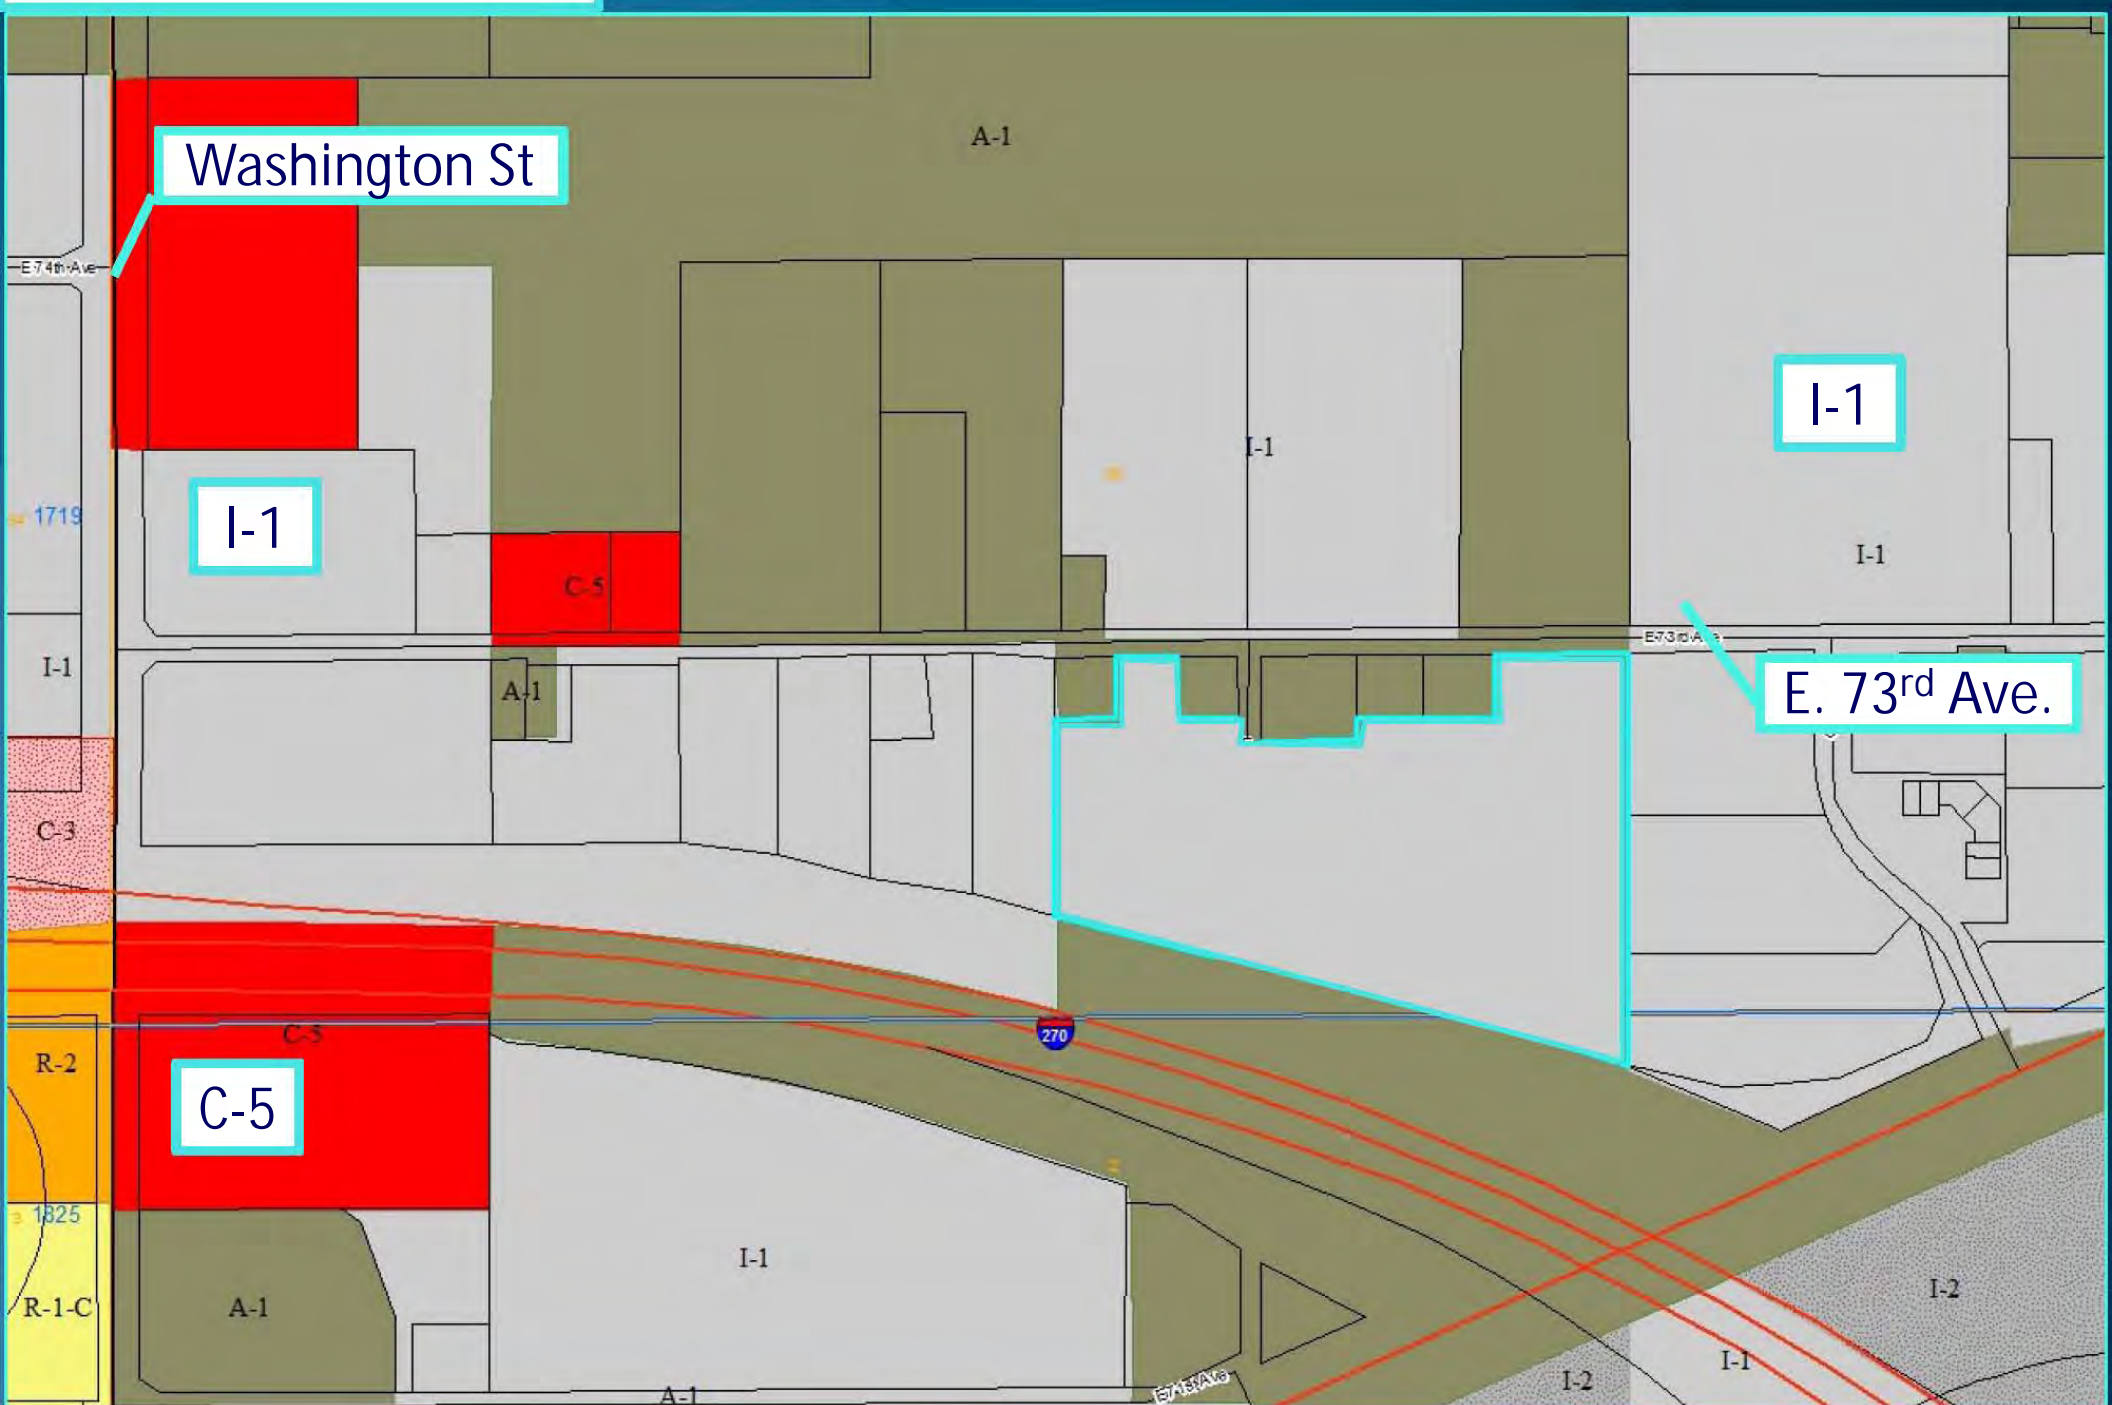 A-1
Washington St
E 74th Ave
I-1
I-1
1719
I-1
I-1
C-5
E 73rd Ave
I-1
A-1
E. 73rd Ave.
C-3
270
C-5
R-2
C-5
1825
I-1
I-2
R-1-C
A-1
I-1
I-2
A-1